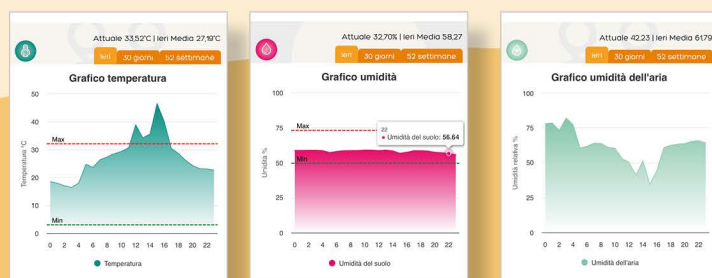 Attuale 33,52°C | Ieri Media 27,19°C
Ieri 30 giorni 52 settimane
Grafico temperatura
50
40
30
20
10
0
Temperatura °C
Max
Min
0 2 4 6 8 10 12 14 16 18 20 22
Temperatura
Attuale 32,70% | Ieri Media 58,27
Ieri 30 giorni 52 settimane
Grafico umidità
100
75
50
25
0
Umidità %
Max
Min
22
Umidità del suolo: 56.64
0 2 4 6 8 10 12 14 16 18 20 22
Umidità del suolo
Attuale 42,23 | Ieri Media 61,79
Ieri 30 giorni 52 settimane
Grafico umidità dell'aria
100
75
50
25
0
Umidità relativa %
0 2 4 6 8 10 12 14 16 18 20 22
Umidità dell'aria